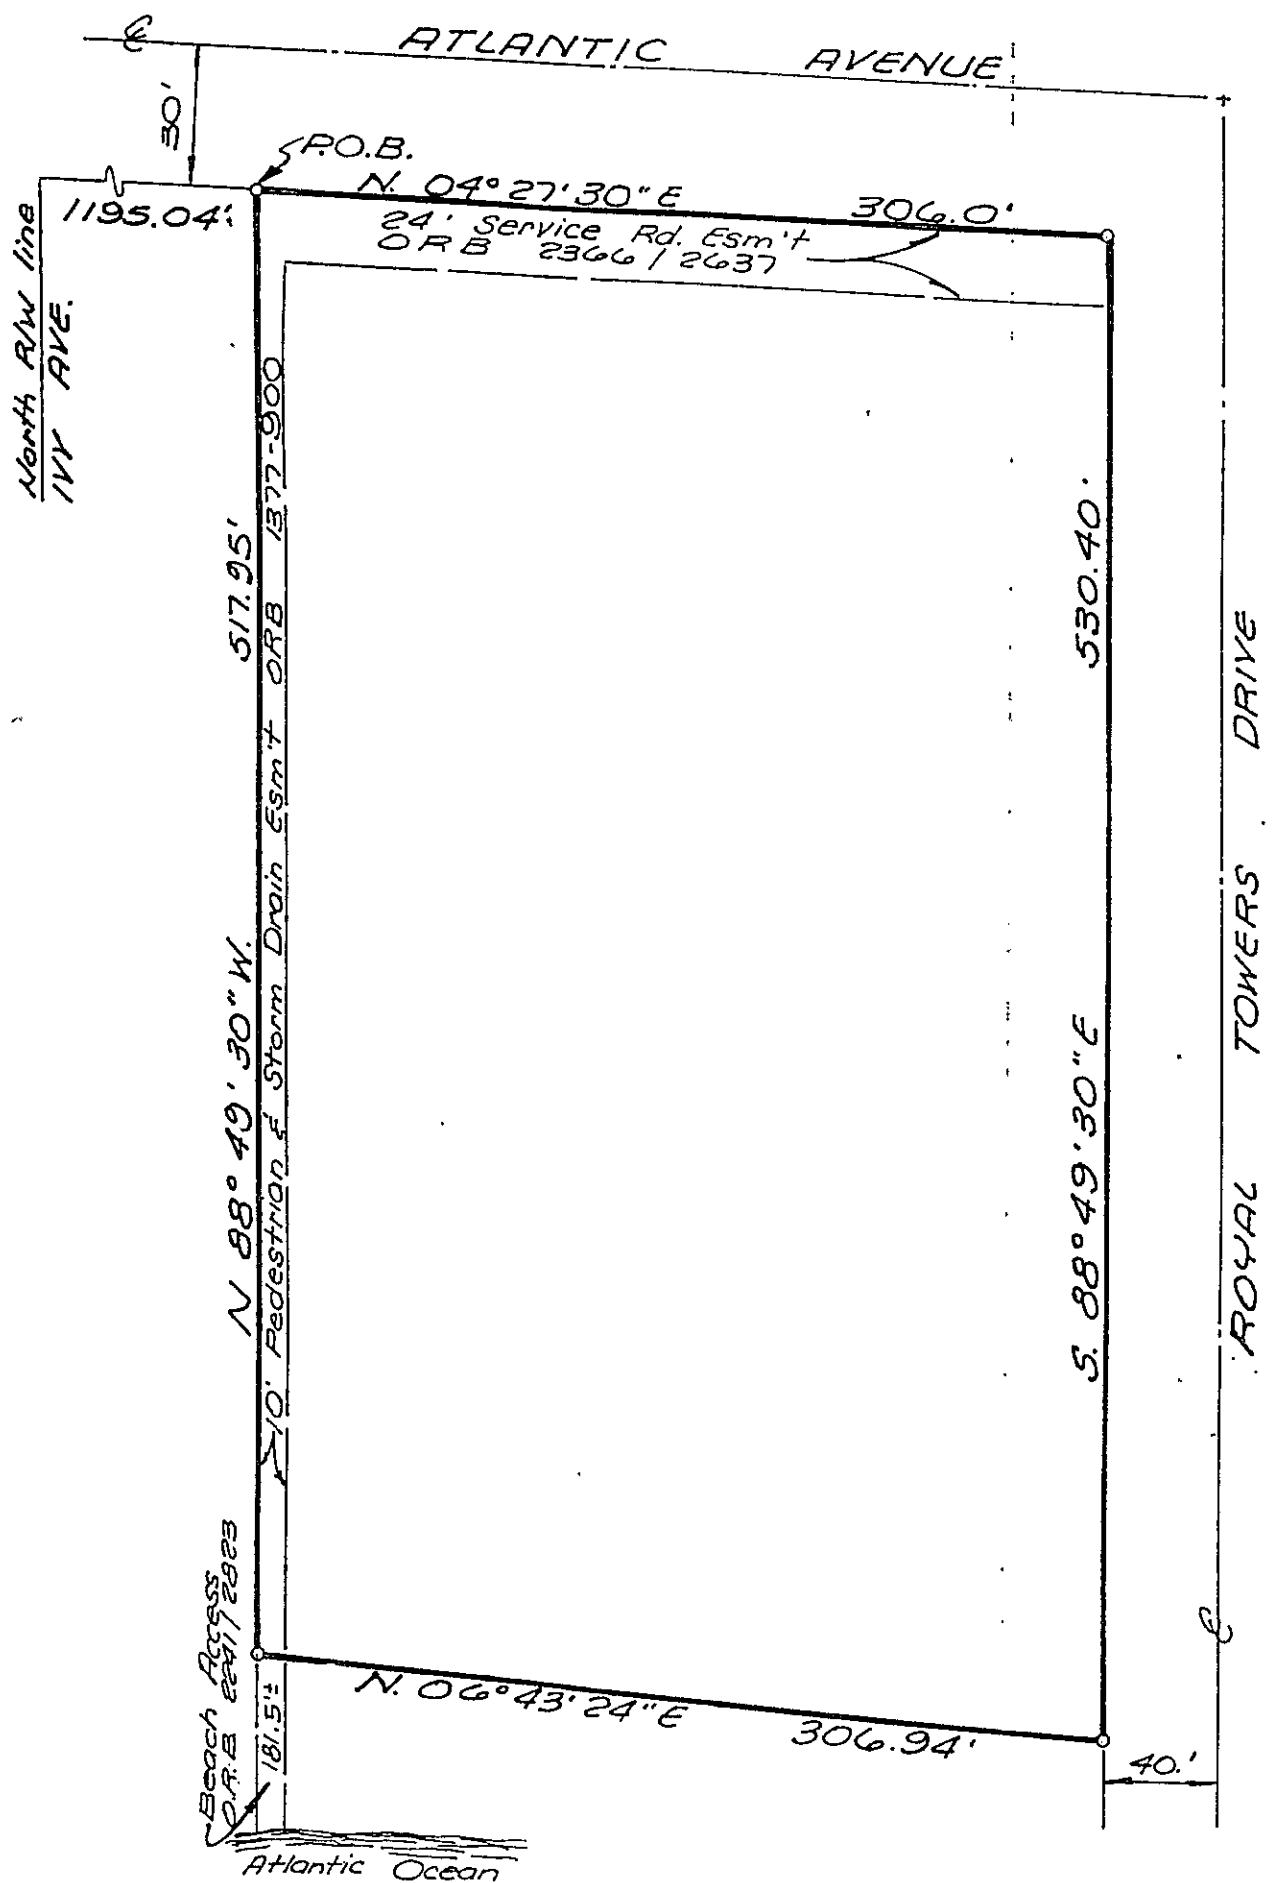 ℄
ATLANTIC AVENUE
30'
P.O.B.
N. 04° 27' 30" E 306.0'
1195.04'
24' Service Rd. Esm't
ORB 2366 / 2637
North R/W line
IVY AVE.
517.95'
N 88° 49' 30" W.
10' Pedestrian & Storm Drain Esm't ORB 1377-900
530.40'
S. 88° 49' 30" E
ROYAL TOWERS DRIVE
℄
Beach Access
O.R.B. 2241/2823
181.5'±
N. 06° 43' 24" E 306.94'
40.'
Atlantic Ocean